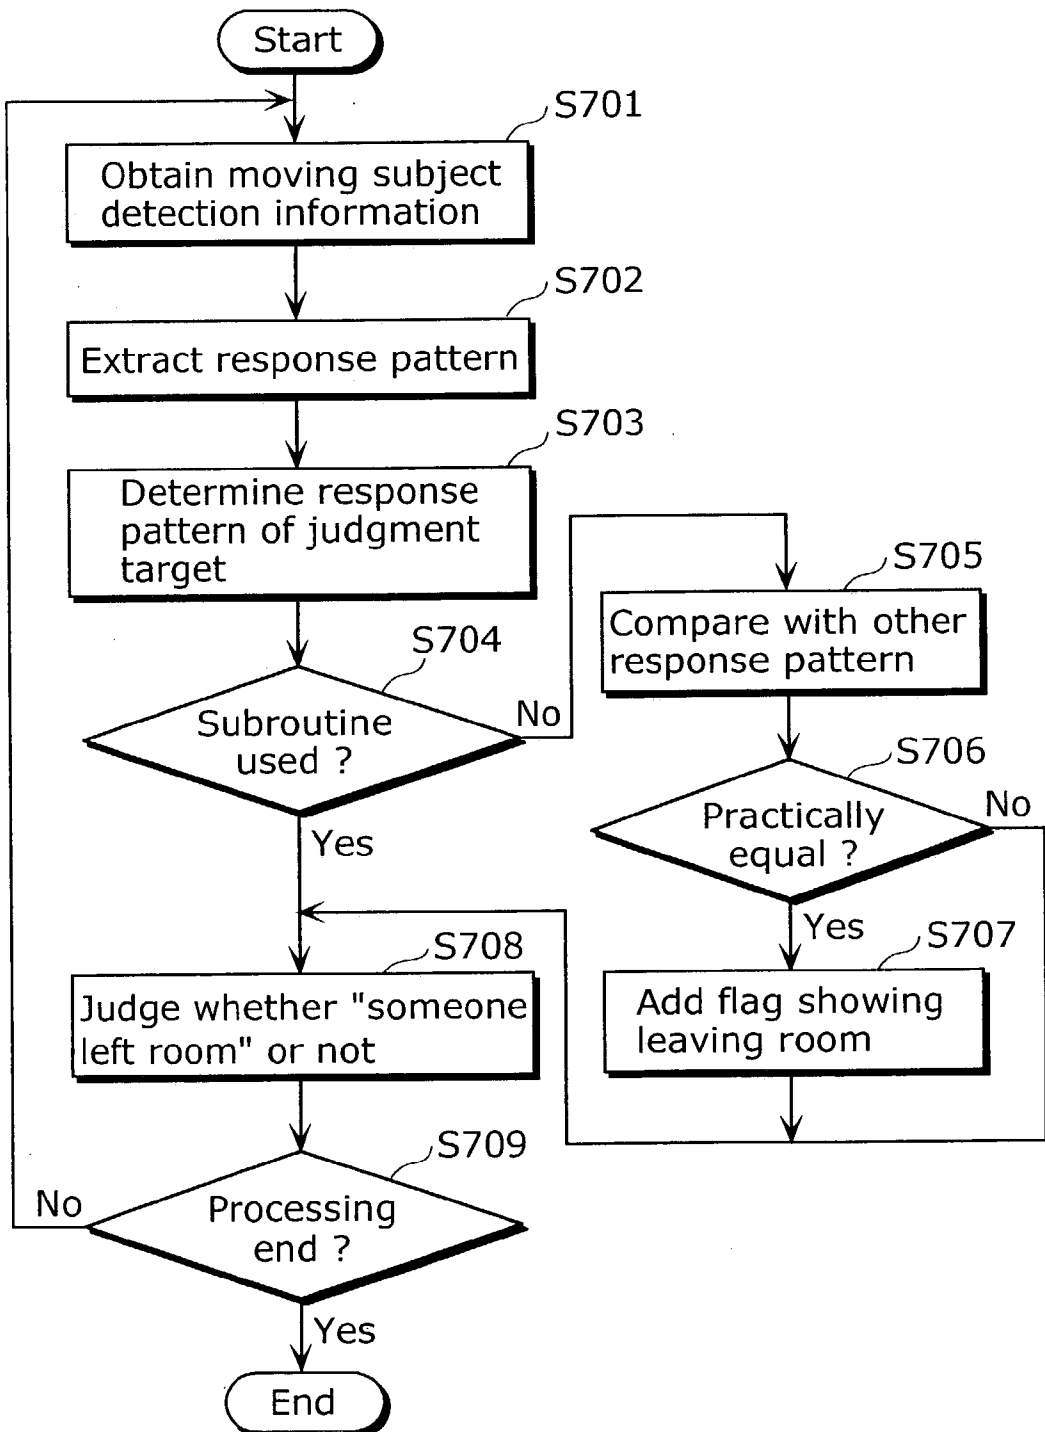 Start
S701
Obtain moving subject
detection information
S702
Extract response pattern
S703
Determine response
pattern of judgment
target
S704
Subroutine
used ?
No
Yes
S705
Compare with other
response pattern
S706
Practically
equal ?
No
Yes
S707
Add flag showing
leaving room
S708
Judge whether "someone
left room" or not
S709
Processing
end ?
No
Yes
End